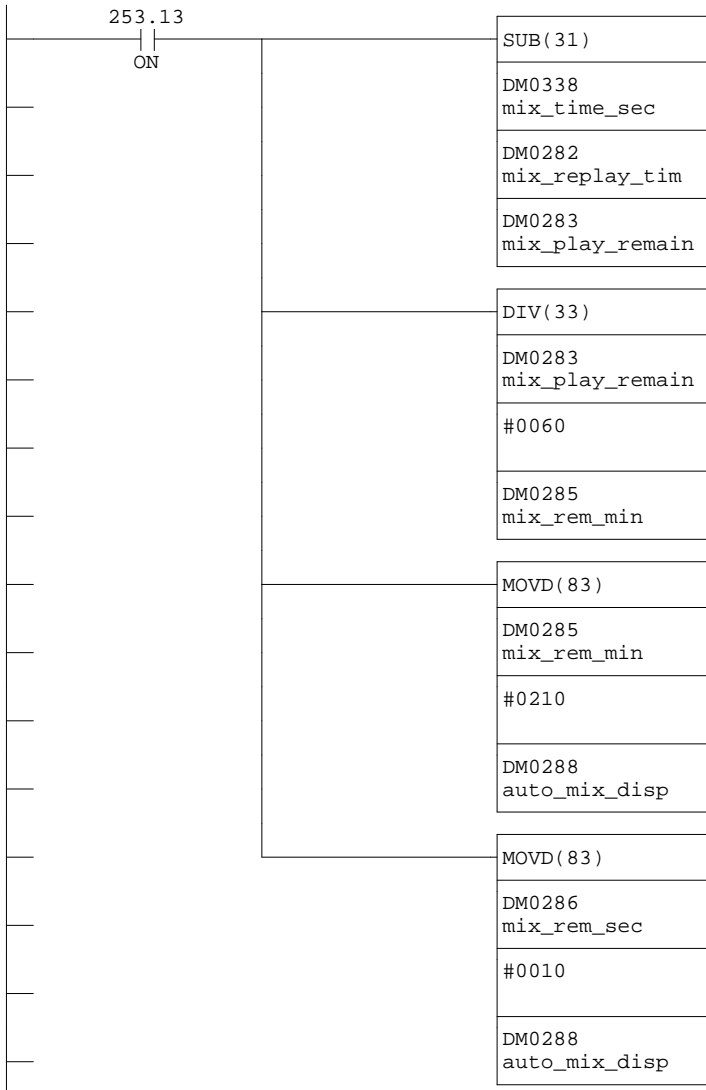 253.13
ON
SUB(31)
DM0338
mix_time_sec
DM0282
mix_replay_tim
DM0283
mix_play_remain
DIV(33)
DM0283
mix_play_remain
#0060
DM0285
mix_rem_min
MOVD(83)
DM0285
mix_rem_min
#0210
DM0288
auto_mix_disp
MOVD(83)
DM0286
mix_rem_sec
#0010
DM0288
auto_mix_disp